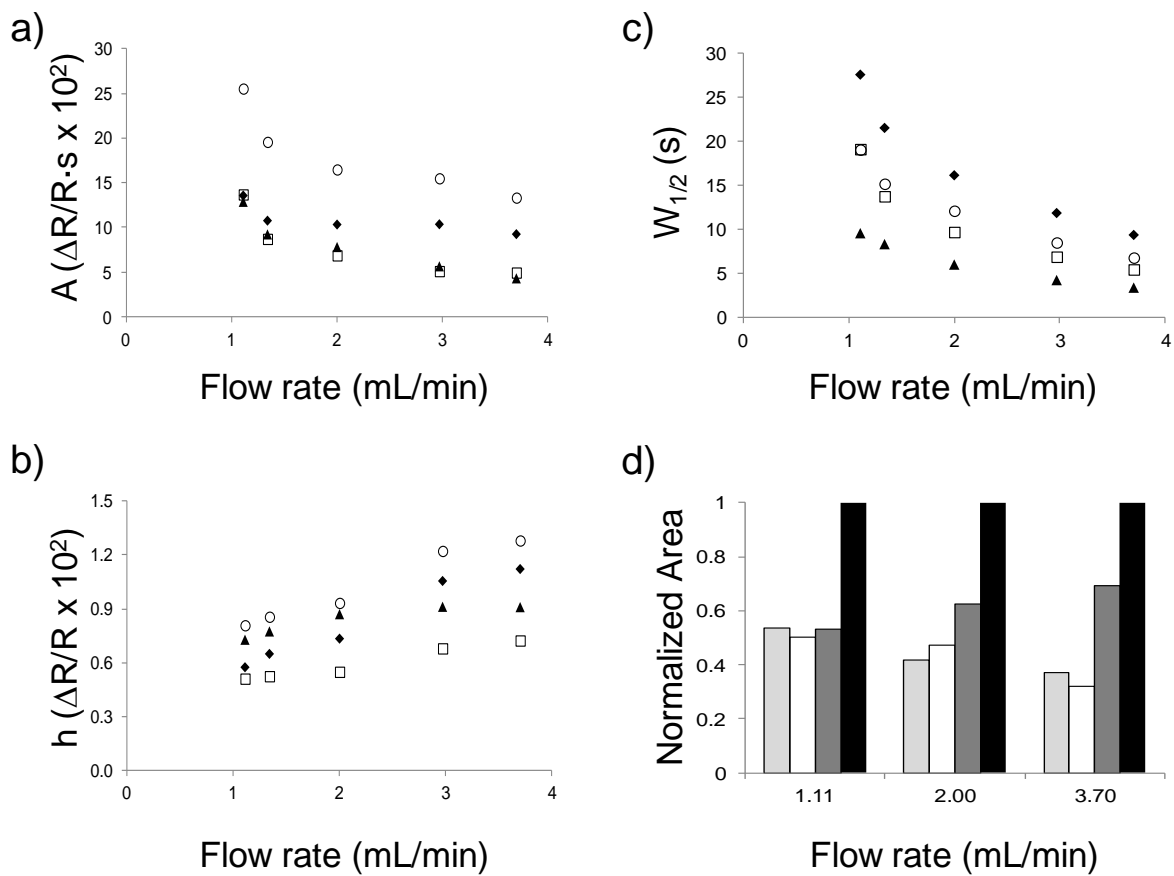 a)
A (ΔR/R·s x 10²)
30
25
20
15
10
5
0
0 1 2 3 4
Flow rate (mL/min)
c)
W1/2 (s)
30
25
20
15
10
5
0
0 1 2 3 4
Flow rate (mL/min)
b)
h (ΔR/R x 10²)
1.5
1.2
0.9
0.6
0.3
0.0
0 1 2 3 4
Flow rate (mL/min)
d)
Normalized Area
1
0.8
0.6
0.4
0.2
0
1.11 2.00 3.70
Flow rate (mL/min)